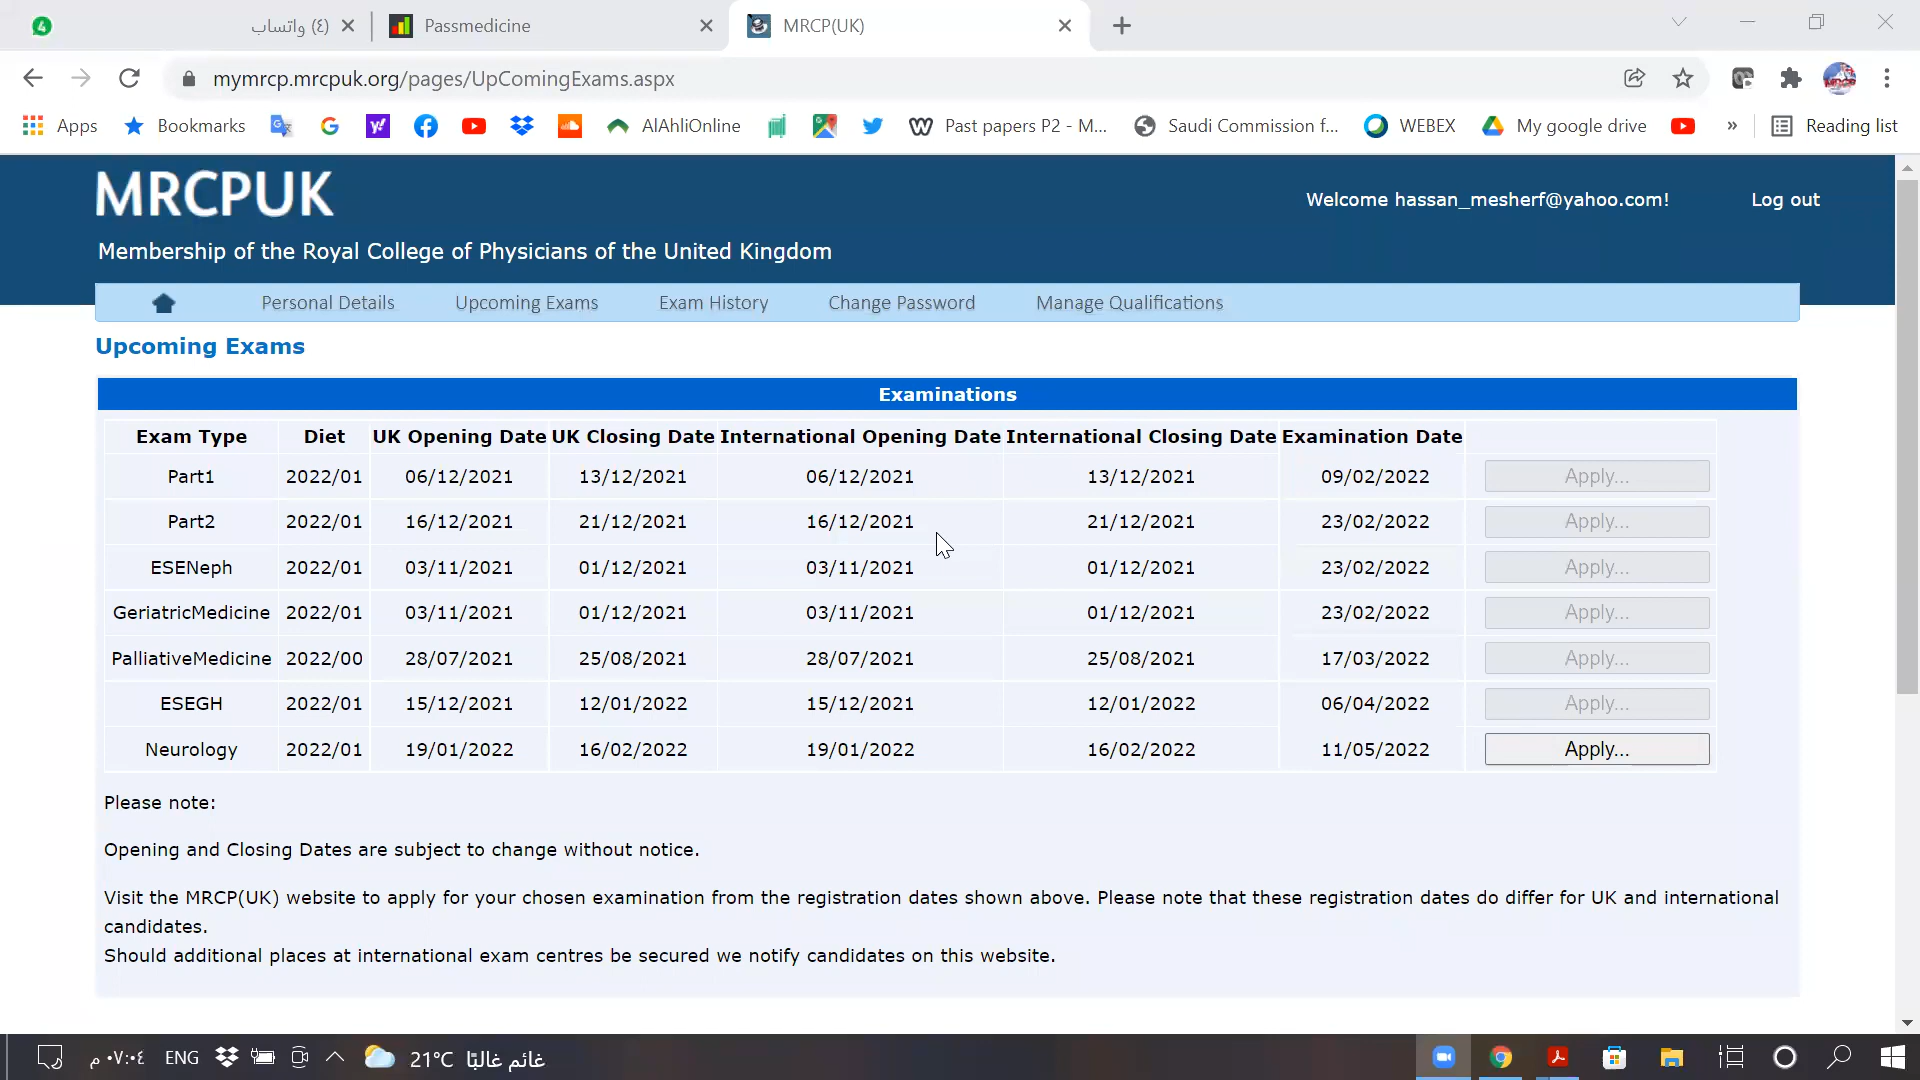 4
(٤) واتساب
Passmedicine
MRCP(UK)
mymrcp.mrcpuk.org/pages/UpComingExams.aspx
Apps
Bookmarks
AlAhliOnline
Past papers P2 - M...
Saudi Commission f...
WEBEX
My google drive
»
Reading list
MRCPUK
Welcome hassan_mesherf@yahoo.com!
Log out
Membership of the Royal College of Physicians of the United Kingdom
Personal Details
Upcoming Exams
Exam History
Change Password
Manage Qualifications
Upcoming Exams
Examinations
Exam Type Diet UK Opening Date UK Closing Date International Opening Date International Closing Date Examination Date
Part1 2022/01 06/12/2021 13/12/2021 06/12/2021 13/12/2021 09/02/2022 Apply...
Part2 2022/01 16/12/2021 21/12/2021 16/12/2021 21/12/2021 23/02/2022 Apply...
ESENeph 2022/01 03/11/2021 01/12/2021 03/11/2021 01/12/2021 23/02/2022 Apply...
GeriatricMedicine 2022/01 03/11/2021 01/12/2021 03/11/2021 01/12/2021 23/02/2022 Apply...
PalliativeMedicine 2022/00 28/07/2021 25/08/2021 28/07/2021 25/08/2021 17/03/2022 Apply...
ESEGH 2022/01 15/12/2021 12/01/2022 15/12/2021 12/01/2022 06/04/2022 Apply...
Neurology 2022/01 19/01/2022 16/02/2022 19/01/2022 16/02/2022 11/05/2022 Apply...
Please note:
Opening and Closing Dates are subject to change without notice.
Visit the MRCP(UK) website to apply for your chosen examination from the registration dates shown above. Please note that these registration dates do differ for UK and international
candidates.
Should additional places at international exam centres be secured we notify candidates on this website.
٠٧:٠٤ م
ENG
21°C غائم غالبًا